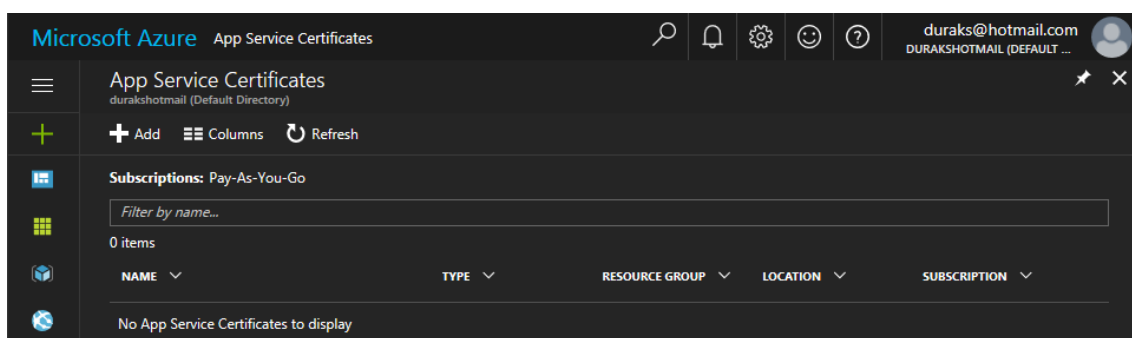 Microsoft Azure App Service Certificates
duraks@hotmail.com
DURAKSHOTMAIL (DEFAULT ...
App Service Certificates
durakshotmail (Default Directory)
Add Columns Refresh
Subscriptions: Pay-As-You-Go
Filter by name...
0 items
NAME TYPE RESOURCE GROUP LOCATION SUBSCRIPTION
No App Service Certificates to display